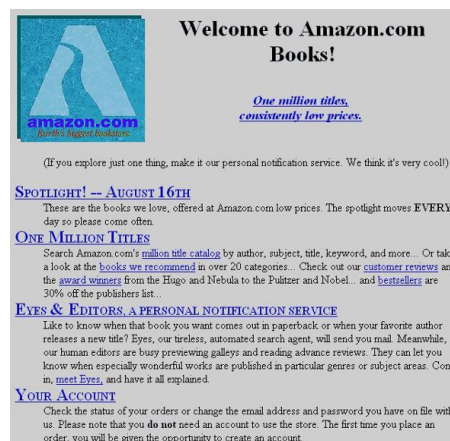 Welcome to Amazon.com
Books!
One million titles,
consistently low prices.
amazon.com
Earth's biggest bookstore
(If you explore just one thing, make it our personal notification service. We think it's very cool!)
SPOTLIGHT! -- AUGUST 16TH
These are the books we love, offered at Amazon.com low prices. The spotlight moves EVERY
day so please come often.
ONE MILLION TITLES
Search Amazon.com's million title catalog by author, subject, title, keyword, and more... Or tak
a look at the books we recommend in over 20 categories... Check out our customer reviews an
the award winners from the Hugo and Nebula to the Pulitzer and Nobel... and bestsellers are
30% off the publishers list...
EYES & EDITORS, A PERSONAL NOTIFICATION SERVICE
Like to know when that book you want comes out in paperback or when your favorite author
releases a new title? Eyes, our tireless, automated search agent, will send you mail. Meanwhile,
our human editors are busy previewing galleys and reading advance reviews. They can let you
know when especially wonderful works are published in particular genres or subject areas. Com
in, meet Eyes, and have it all explained.
YOUR ACCOUNT
Check the status of your orders or change the email address and password you have on file with
us. Please note that you do not need an account to use the store. The first time you place an
order, you will be given the opportunity to create an account.